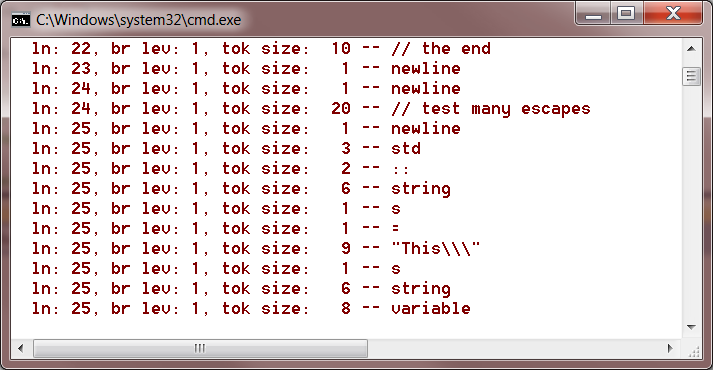 C:\Windows\system32\cmd.exe
ln: 22, br lev: 1, tok size:  10 -- // the end
ln: 23, br lev: 1, tok size:   1 -- newline
ln: 24, br lev: 1, tok size:   1 -- newline
ln: 24, br lev: 1, tok size:  20 -- // test many escapes
ln: 25, br lev: 1, tok size:   1 -- newline
ln: 25, br lev: 1, tok size:   3 -- std
ln: 25, br lev: 1, tok size:   2 -- ::
ln: 25, br lev: 1, tok size:   6 -- string
ln: 25, br lev: 1, tok size:   1 -- s
ln: 25, br lev: 1, tok size:   1 -- =
ln: 25, br lev: 1, tok size:   9 -- "This\\\"
ln: 25, br lev: 1, tok size:   1 -- s
ln: 25, br lev: 1, tok size:   6 -- string
ln: 25, br lev: 1, tok size:   8 -- variable